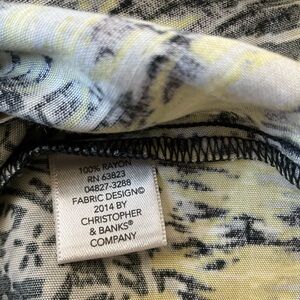 100% RAYON
RN 63823
04827-3288
FABRIC DESIGN©
2014 BY
CHRISTOPHER
& BANKS®
COMPANY